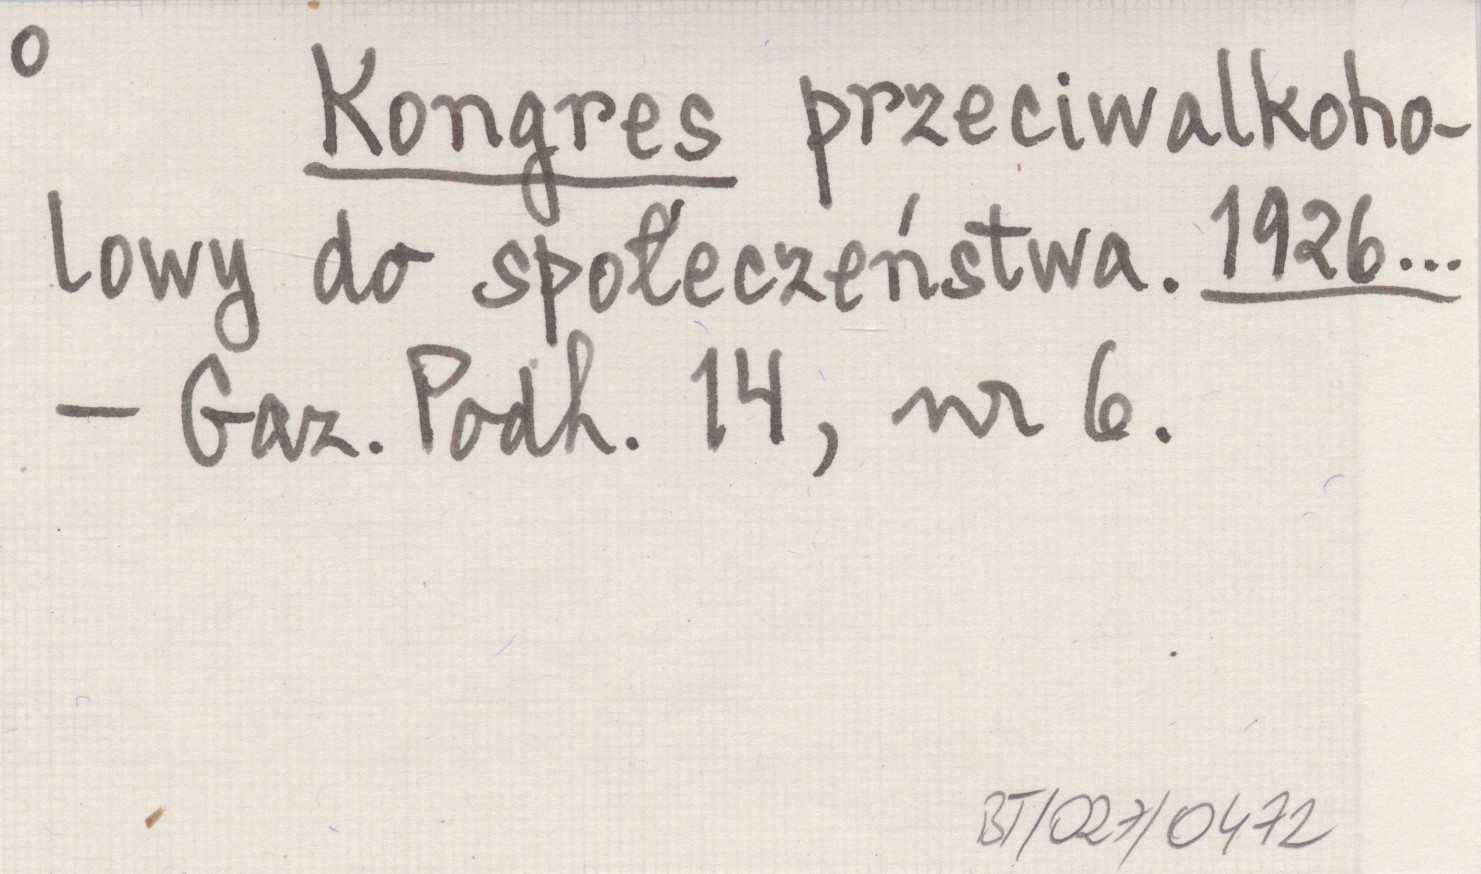 o
Kongres przeciwalkoho-
lowy do społeczeństwa. 1926...
- Gaz. Podh. 14, nr 6.
BT/027/0472